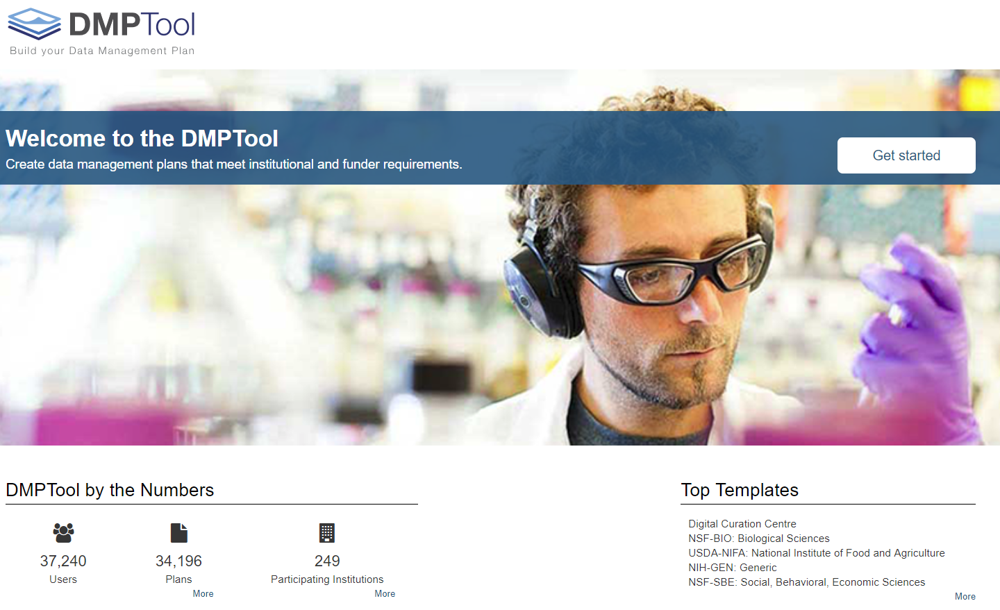 DMPTool
Build your Data Management Plan
Welcome to the DMPTool
Create data management plans that meet institutional and funder requirements.
Get started
DMPTool by the Numbers
37,240
Users
34,196
Plans
More
249
Participating Institutions
More
Top Templates
Digital Curation Centre
NSF-BIO: Biological Sciences
USDA-NIFA: National Institute of Food and Agriculture
NIH-GEN: Generic
NSF-SBE: Social, Behavioral, Economic Sciences
More